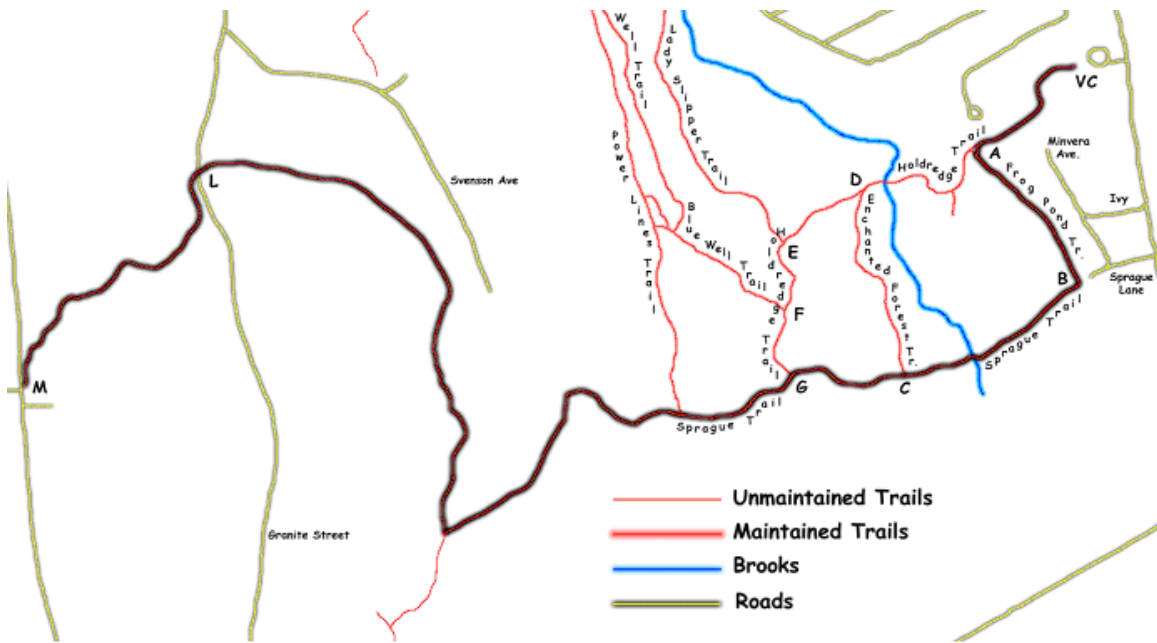 Well Trail
Lady Slipper Trail
VC
Minvera
Ave.
Holdredge Trail
A
Frog Pond Tr.
Power Lines Trail
L
Svenson Ave
D
Ivy
Blue Well Trail
Enchanted Forest Tr.
Holdredge Trail
E
B
Sprague
Lane
F
Sprague Trail
M
G
C
Sprague Trail
Granite Street
Unmaintained Trails
Maintained Trails
Brooks
Roads